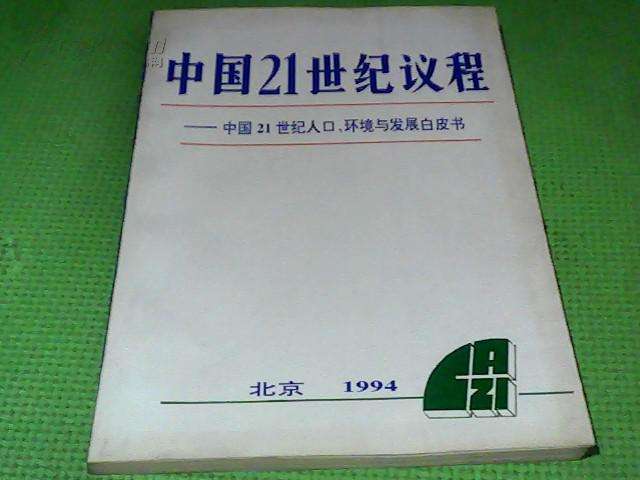 中国21世纪议程
——中国21世纪人口、环境与发展白皮书
北京 1994
A
21